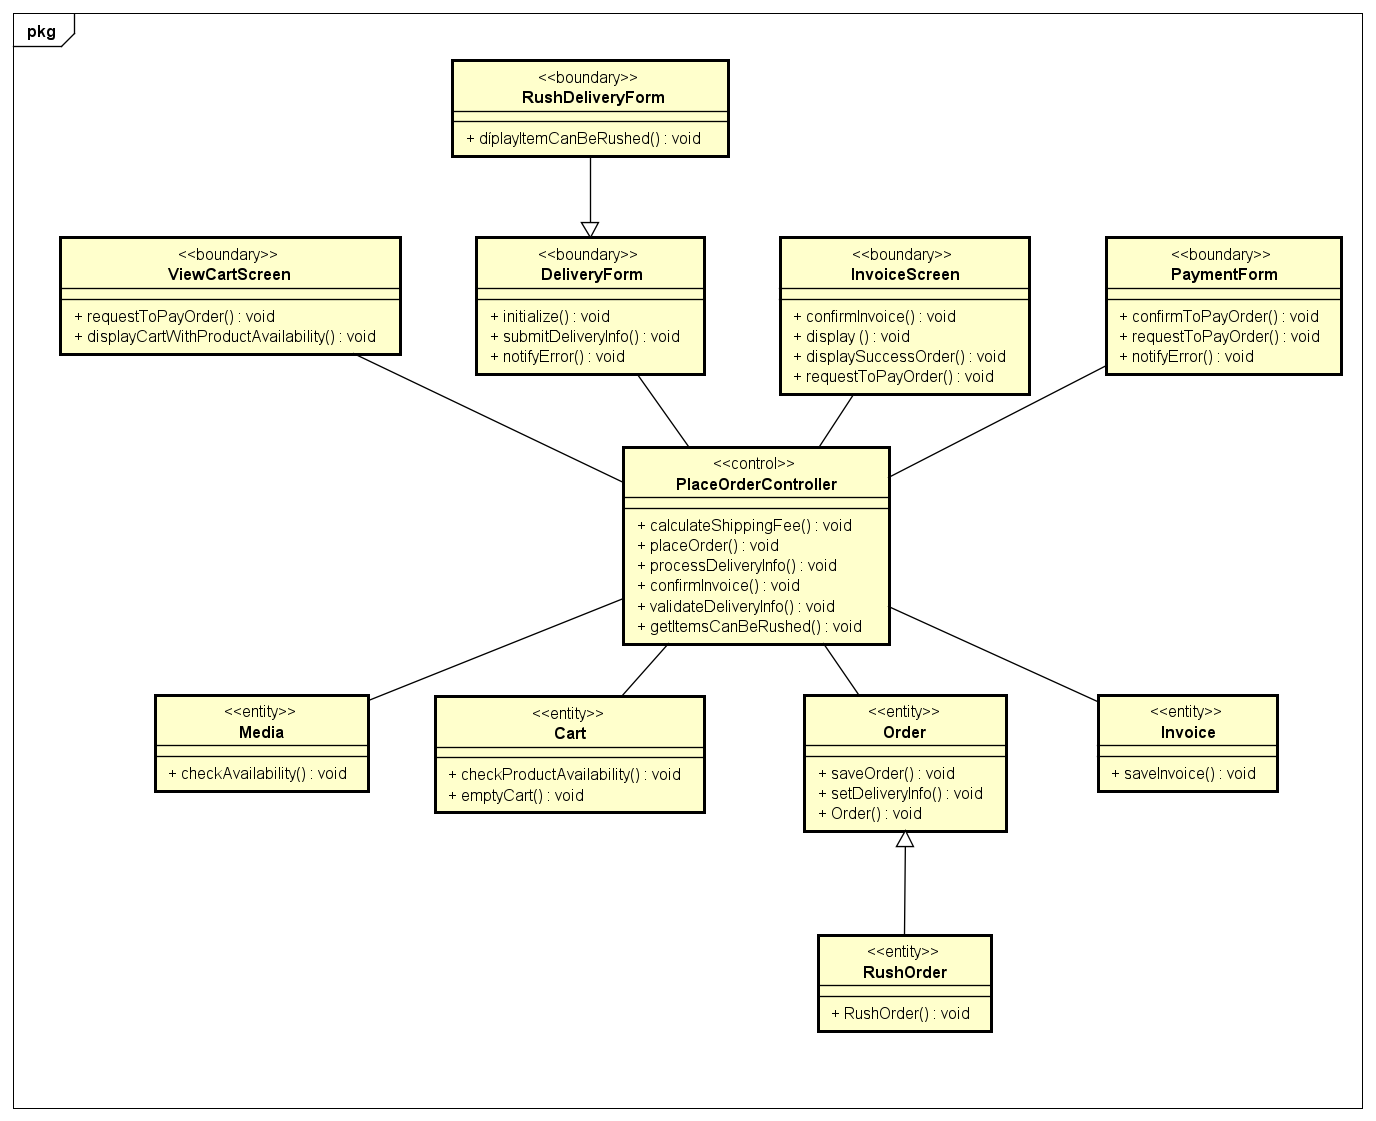 pkg
<<boundary>>
RushDeliveryForm
+ díplayItemCanBeRushed() : void
<<boundary>>
ViewCartScreen
+ requestToPayOrder() : void
+ displayCartWithProductAvailability() : void
<<boundary>>
DeliveryForm
+ initialize() : void
+ submitDeliveryInfo() : void
+ notifyError() : void
<<boundary>>
InvoiceScreen
+ confirmInvoice() : void
+ display () : void
+ displaySuccessOrder() : void
+ requestToPayOrder() : void
<<boundary>>
PaymentForm
+ confirmToPayOrder() : void
+ requestToPayOrder() : void
+ notifyError() : void
<<control>>
PlaceOrderController
+ calculateShippingFee() : void
+ placeOrder() : void
+ processDeliveryInfo() : void
+ confirmInvoice() : void
+ validateDeliveryInfo() : void
+ getItemsCanBeRushed() : void
<<entity>>
Media
+ checkAvailability() : void
<<entity>>
Cart
+ checkProductAvailability() : void
+ emptyCart() : void
<<entity>>
Order
+ saveOrder() : void
+ setDeliveryInfo() : void
+ Order() : void
<<entity>>
Invoice
+ saveInvoice() : void
<<entity>>
RushOrder
+ RushOrder() : void